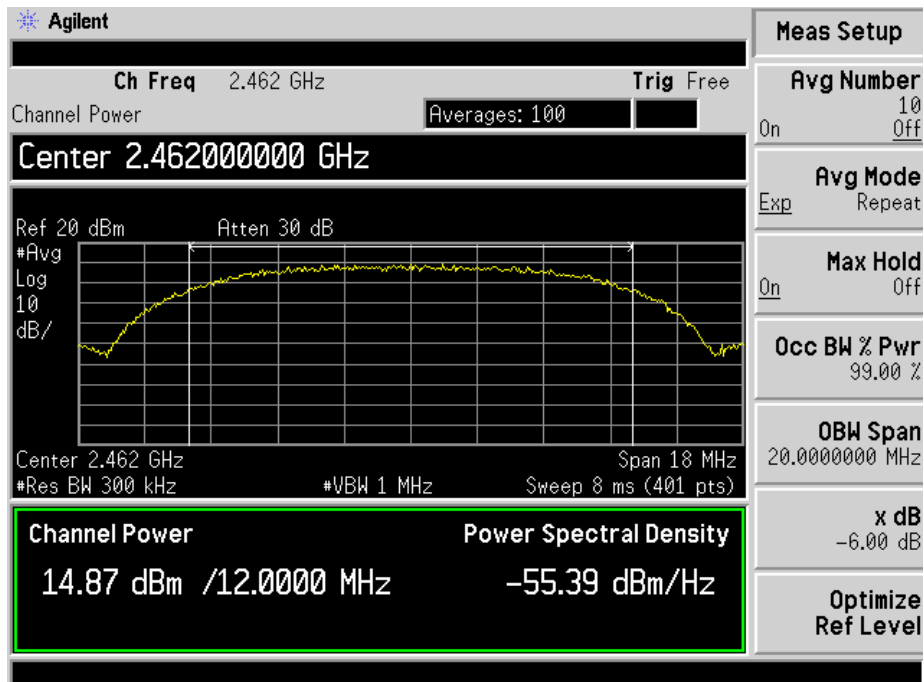 Agilent
Ch Freq 2.462 GHz Trig Free
Channel Power Averages: 100
Center 2.462000000 GHz
Ref 20 dBm Atten 30 dB
#Avg
Log
10
dB/
Center 2.462 GHz Span 18 MHz
#Res BW 300 kHz #VBW 1 MHz Sweep 8 ms (401 pts)
Channel Power Power Spectral Density
14.87 dBm /12.0000 MHz -55.39 dBm/Hz
Meas Setup
Avg Number
10
On Off
Avg Mode
Exp Repeat
Max Hold
On Off
Occ BW % Pwr
99.00 %
OBW Span
20.0000000 MHz
x dB
-6.00 dB
Optimize
Ref Level